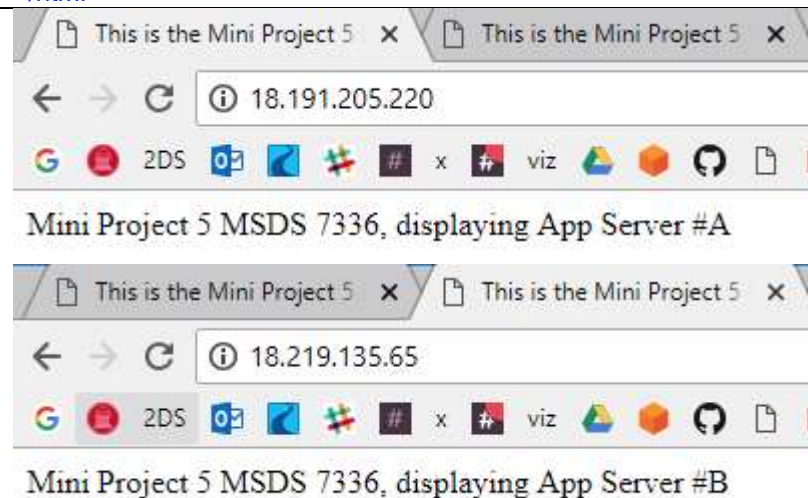 This is the Mini Project 5 This is the Mini Project 5
18.191.205.220
2DS x viz
Mini Project 5 MSDS 7336, displaying App Server #A
This is the Mini Project 5 This is the Mini Project 5
18.219.135.65
2DS x viz
Mini Project 5 MSDS 7336, displaying App Server #B